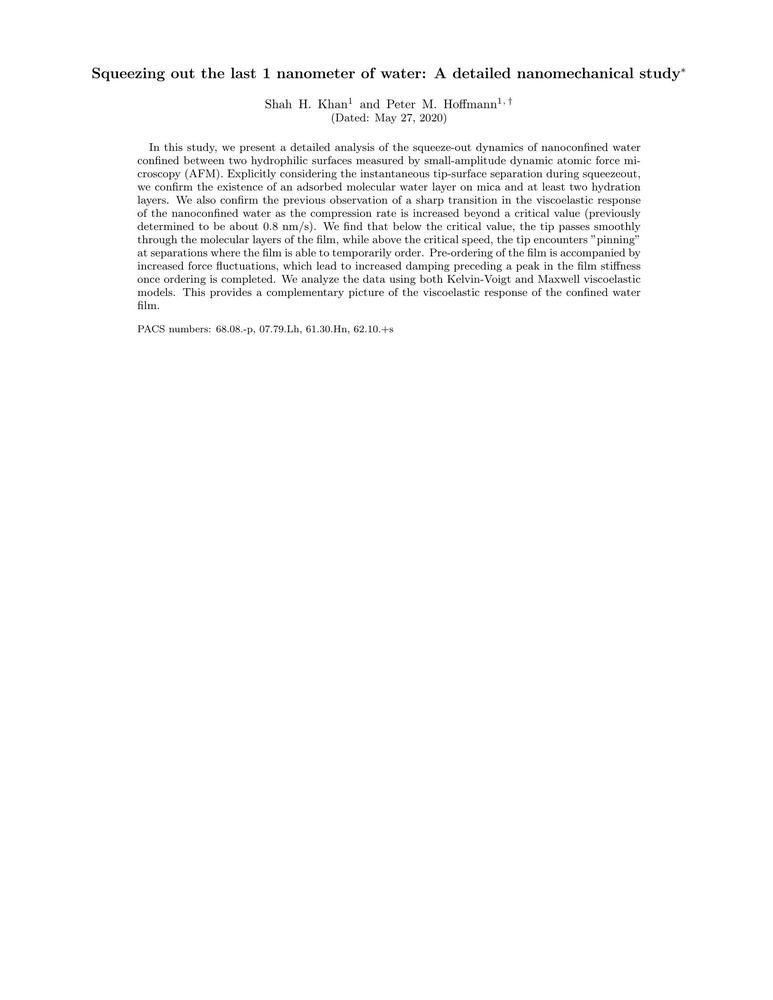 Squeezing out the last 1 nanometer of water: A detailed nanomechanical study*
Shah H. Khan1 and Peter M. Hoffmann1, †
(Dated: May 27, 2020)
In this study, we present a detailed analysis of the squeeze-out dynamics of nanoconfined water
confined between two hydrophilic surfaces measured by small-amplitude dynamic atomic force mi-
croscopy (AFM). Explicitly considering the instantaneous tip-surface separation during squeezeout,
we confirm the existence of an adsorbed molecular water layer on mica and at least two hydration
layers. We also confirm the previous observation of a sharp transition in the viscoelastic response
of the nanoconfined water as the compression rate is increased beyond a critical value (previously
determined to be about 0.8 nm/s). We find that below the critical value, the tip passes smoothly
through the molecular layers of the film, while above the critical speed, the tip encounters ”pinning”
at separations where the film is able to temporarily order. Pre-ordering of the film is accompanied by
increased force fluctuations, which lead to increased damping preceding a peak in the film stiffness
once ordering is completed. We analyze the data using both Kelvin-Voigt and Maxwell viscoelastic
models. This provides a complementary picture of the viscoelastic response of the confined water
film.
PACS numbers: 68.08.-p, 07.79.Lh, 61.30.Hn, 62.10.+s